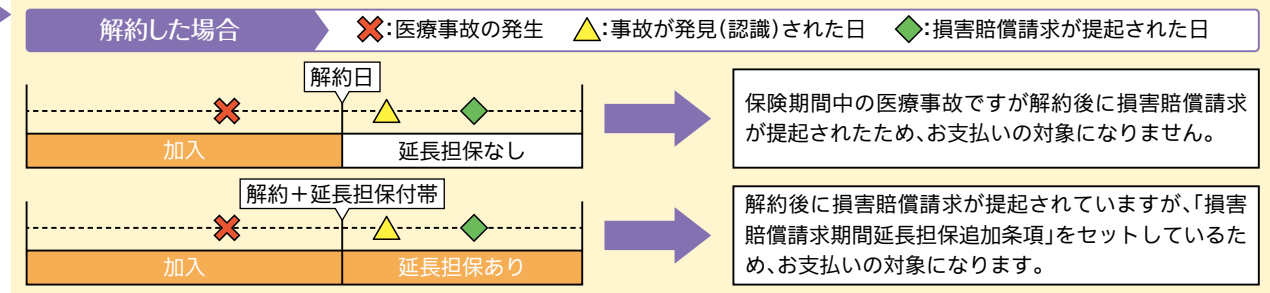 解約した場合
✖:医療事故の発生 △:事故が発見(認識)された日 ◆:損害賠償請求が提起された日
解約日
加入 延長担保なし
保険期間中の医療事故ですが解約後に損害賠償請求
が提起されたため、お支払いの対象になりません。
解約+延長担保付帯
加入 延長担保あり
解約後に損害賠償請求が提起されていますが、「損害
賠償請求期間延長担保追加条項」をセットしているた
め、お支払いの対象になります。